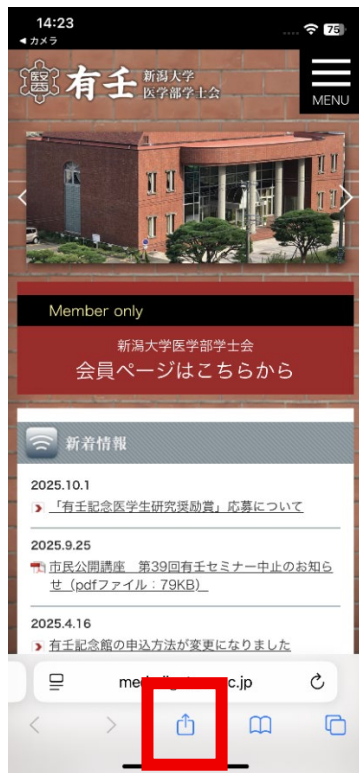 14:23
カメラ
75
有壬 新潟大学
医学部学士会
MENU
Member only
新潟大学医学部学士会
会員ページはこちらから
新着情報
2025.10.1
「有壬記念医学生研究奨励賞」応募について
2025.9.25
市民公開講座　第39回有壬セミナー中止のお知ら
せ（pdfファイル：79KB）
2025.4.16
有壬記念館の申込方法が変更になりました
c.jp